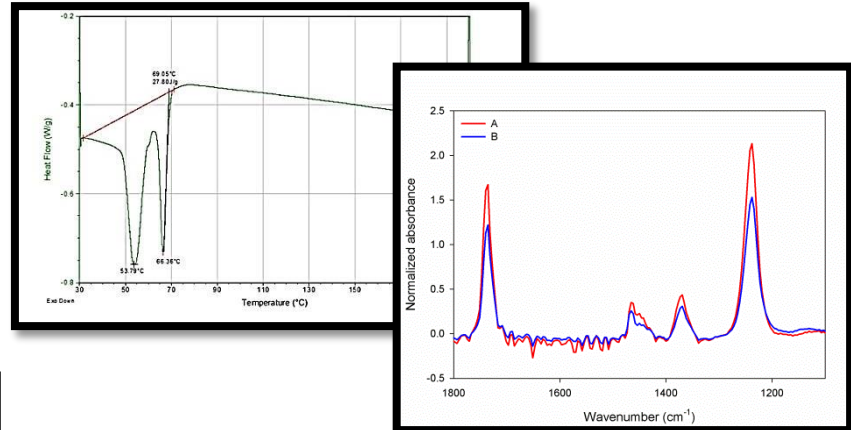 -0.2
69.05°C
27.80J/g
-0.4
Heat Flow (W/g)
-0.6
53.79°C
66.36°C
-0.8
30 50 70 90 110 130 150
Exo Down
Temperature (°C)
A
B
2.5
2.0
1.5
1.0
0.5
0.0
-0.5
Normalized absorbance
1800 1600 1400 1200
Wavenumber (cm⁻¹)